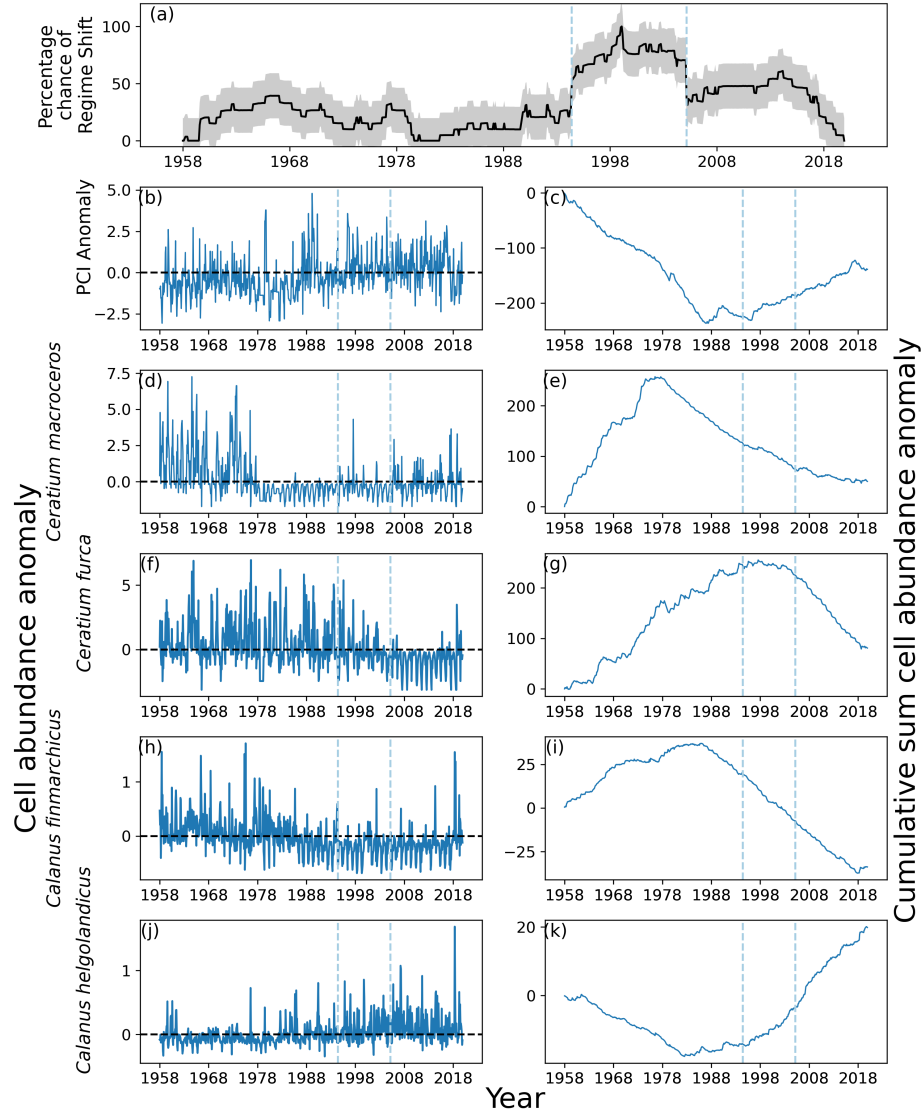 (a)
Percentage
chance of
Regime Shift
100
50
0
1958 1968 1978 1988 1998 2008 2018
(b)
PCI Anomaly
5.0
2.5
0.0
−2.5
1958 1968 1978 1988 1998 2008 2018
(c)
0
−100
−200
1958 1968 1978 1988 1998 2008 2018
(d)
Ceratium macroceros
7.5
5.0
2.5
0.0
1958 1968 1978 1988 1998 2008 2018
(e)
200
100
0
1958 1968 1978 1988 1998 2008 2018
(f)
Ceratium furca
5
0
1958 1968 1978 1988 1998 2008 2018
(g)
200
100
0
1958 1968 1978 1988 1998 2008 2018
(h)
Calanus finmarchicus
1
0
1958 1968 1978 1988 1998 2008 2018
(i)
25
0
−25
1958 1968 1978 1988 1998 2008 2018
(j)
Calanus helgolandicus
1
0
1958 1968 1978 1988 1998 2008 2018
(k)
20
0
1958 1968 1978 1988 1998 2008 2018
Cell abundance anomaly
Cumulative sum cell abundance anomaly
Year